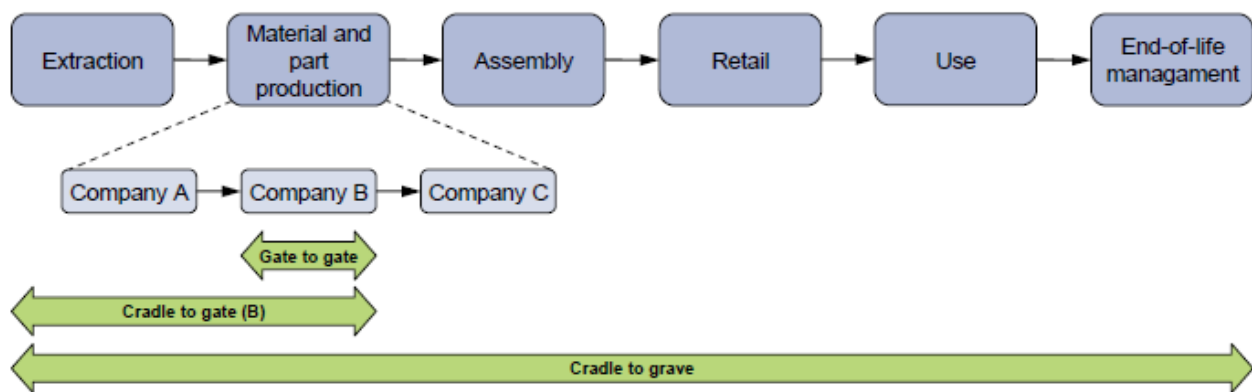 Extraction
Material and
part
production
Assembly
Retail
Use
End-of-life
managament
Company A
Company B
Company C
Gate to gate
Cradle to gate (B)
Cradle to grave